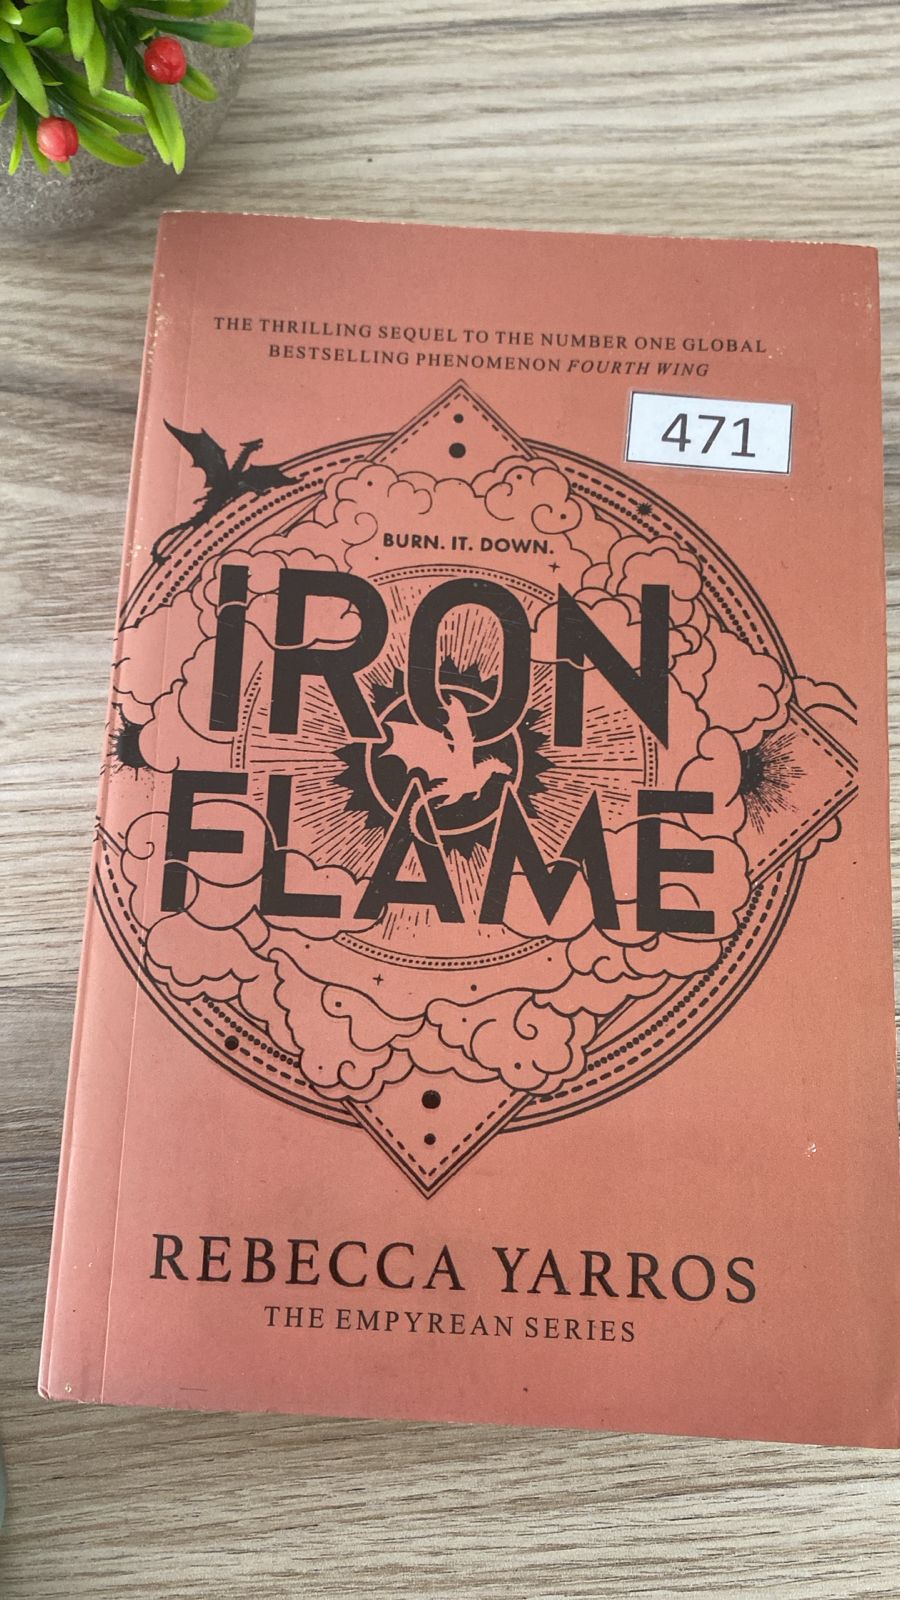 THE THRILLING SEQUEL TO THE NUMBER ONE GLOBAL
BESTSELLING PHENOMENON FOURTH WING
471
BURN. IT. DOWN.
IRON
FLAME
REBECCA YARROS
THE EMPYREAN SERIES